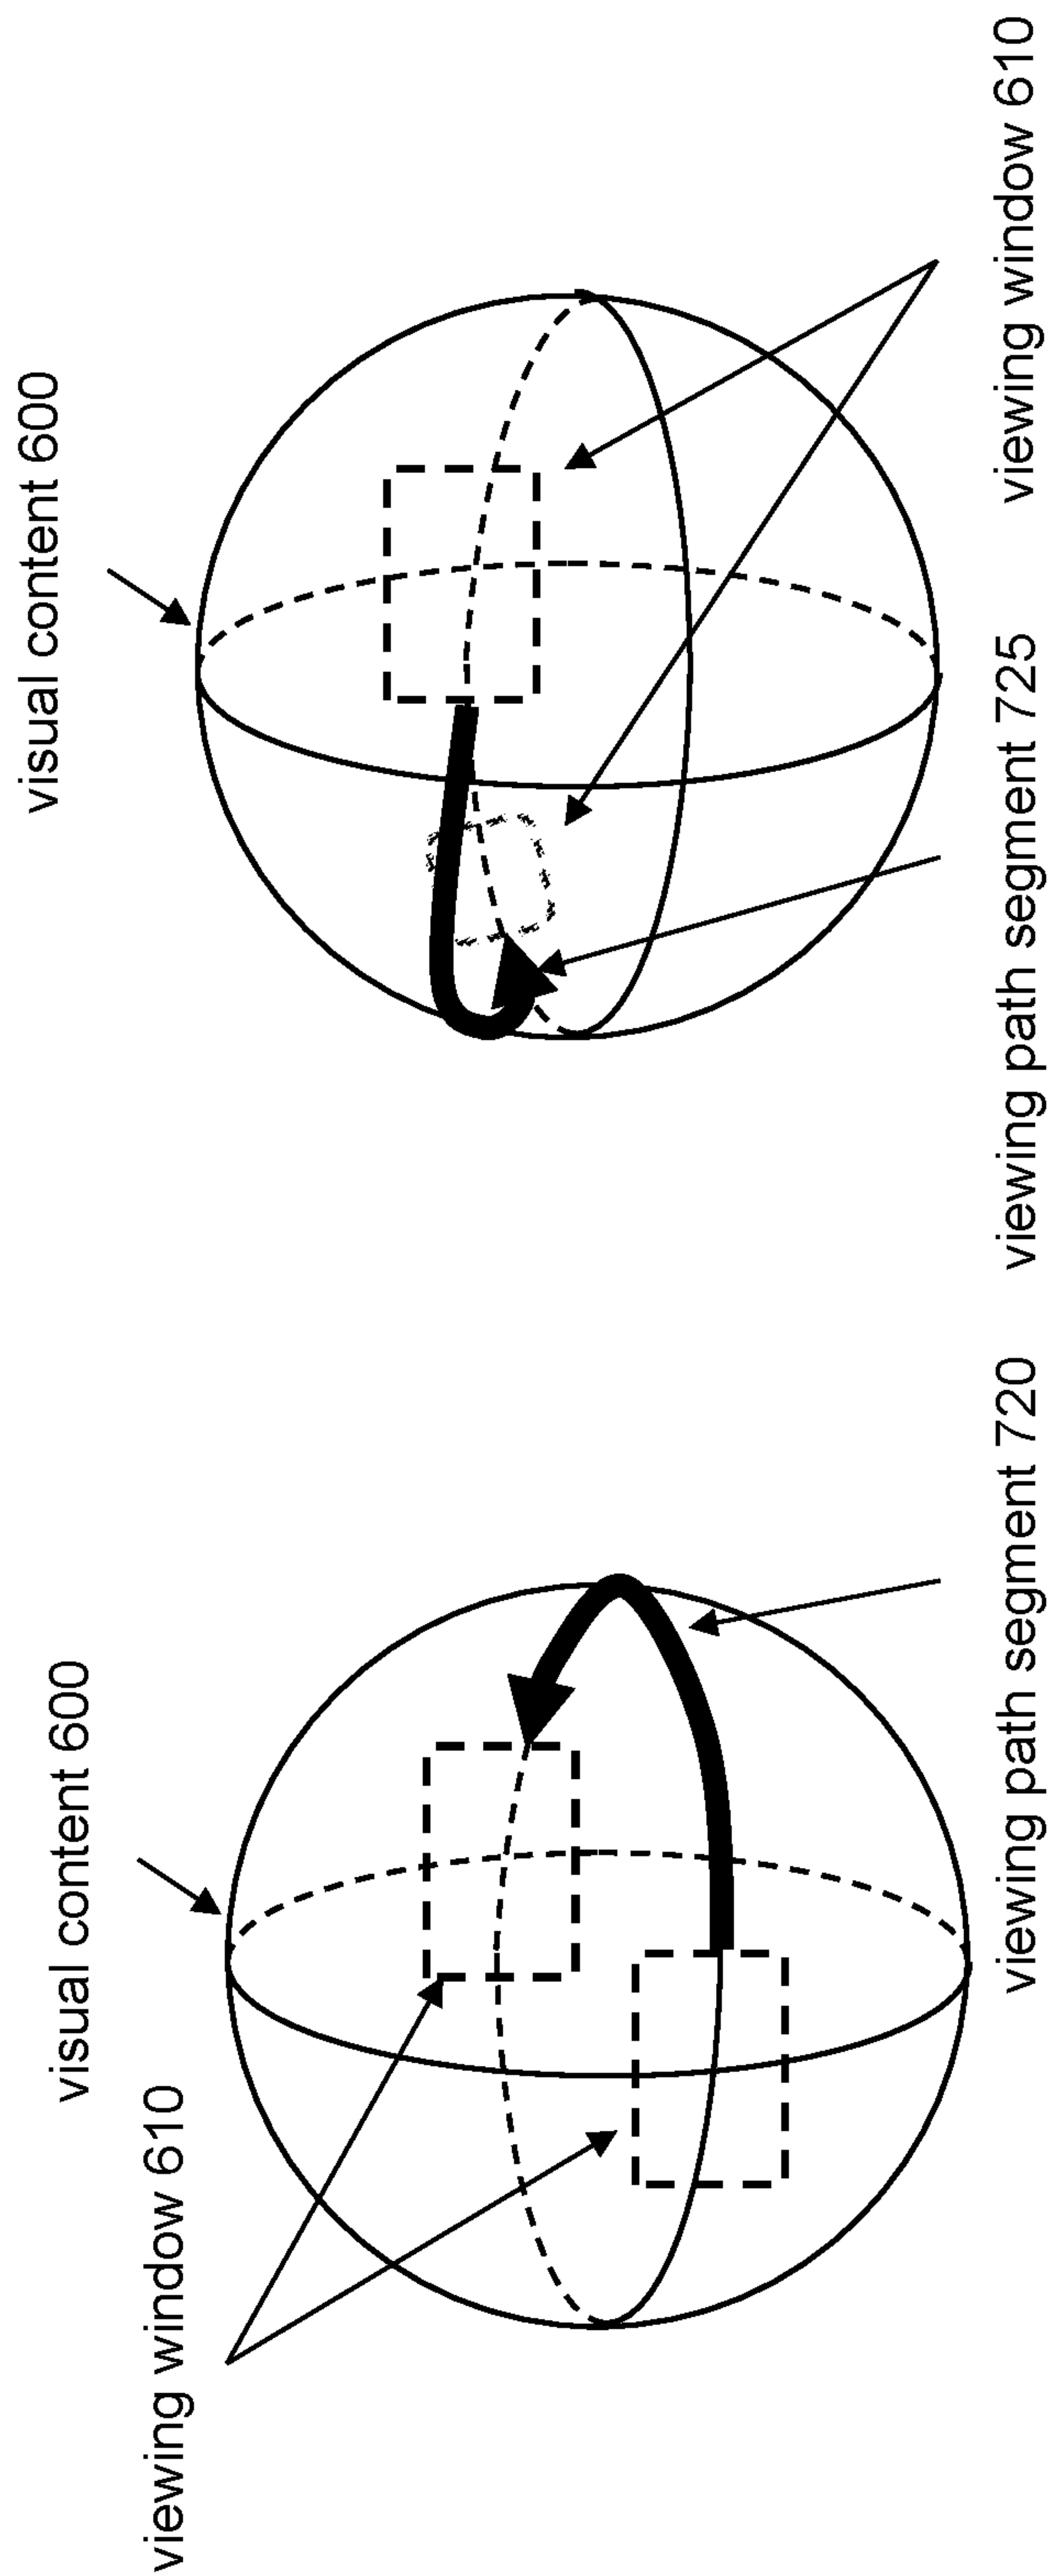 visual content 600
viewing window 610
viewing path segment 720
visual content 600
viewing path segment 725
viewing window 610